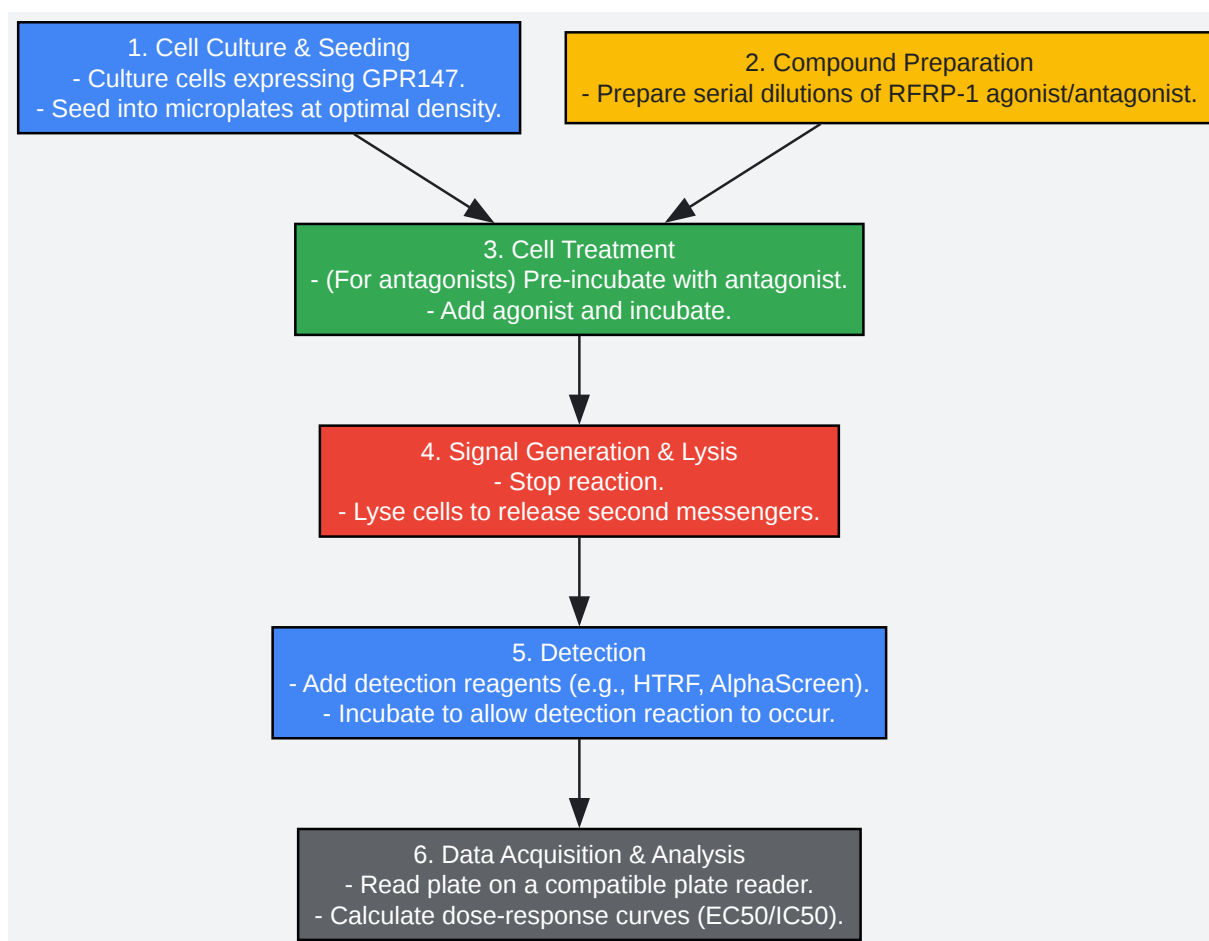 1. Cell Culture & Seeding
- Culture cells expressing GPR147.
- Seed into microplates at optimal density.
2. Compound Preparation
- Prepare serial dilutions of RFRP-1 agonist/antagonist.
3. Cell Treatment
- (For antagonists) Pre-incubate with antagonist.
- Add agonist and incubate.
4. Signal Generation & Lysis
- Stop reaction.
- Lyse cells to release second messengers.
5. Detection
- Add detection reagents (e.g., HTRF, AlphaScreen).
- Incubate to allow detection reaction to occur.
6. Data Acquisition & Analysis
- Read plate on a compatible plate reader.
- Calculate dose-response curves (EC50/IC50).